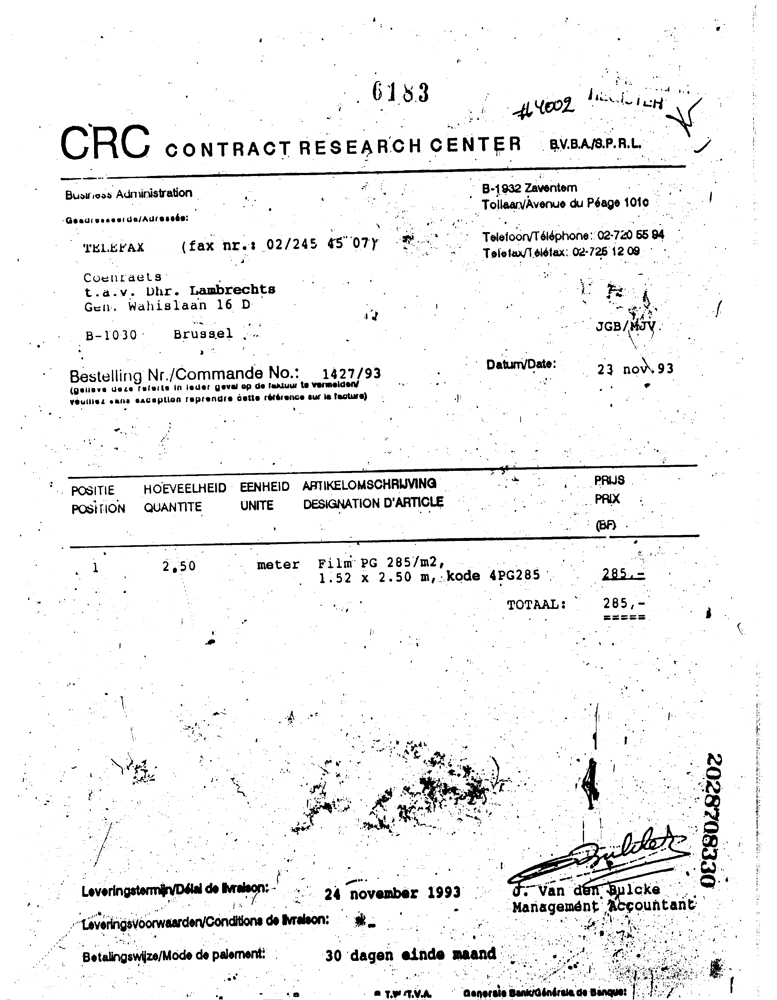 6183
#4002
CRC CONTRACT RESEARCH CENTER B.V.B.A./S.P.R.L.
Business Administration
B-1932 Zaventem
Tollaan/Avenue du Péage 101c
Geadresseerde/Adressée:
TELEFAX (fax nr.: 02/245 45 07)
Telefoon/Téléphone: 02-720 55 94
Telefax/Téléfax: 02-725 12 09
Coenraets
t.a.v. Dhr. Lambrechts
Gen. Wahislaan 16 D
B-1030 Brussel
JGB/MJV
Bestelling Nr./Commande No.: 1427/93
Datum/Date: 23 nov.93
(gelieve deze referte in ieder geval op de faktuur te vermelden/
veuillez sans exception reprendre cette référence sur la facture)
POSITIE HOEVEELHEID EENHEID ARTIKELOMSCHRIJVING PRIJS
POSITION QUANTITE UNITE DESIGNATION D'ARTICLE PRIX
(BF)
1 2,50 meter Film PG 285/m2,
1.52 x 2.50 m, kode 4PG285 285,-
TOTAAL: 285,-
=====
2028708330
Leveringstermijn/Délai de livraison: 24 november 1993
J. Van den Bulcke
Management Accountant
Leveringsvoorwaarden/Conditions de livraison:
Betalingswijze/Mode de paiement: 30 dagen einde maand
T.V.A. Generale Bank/Générale de Banque: